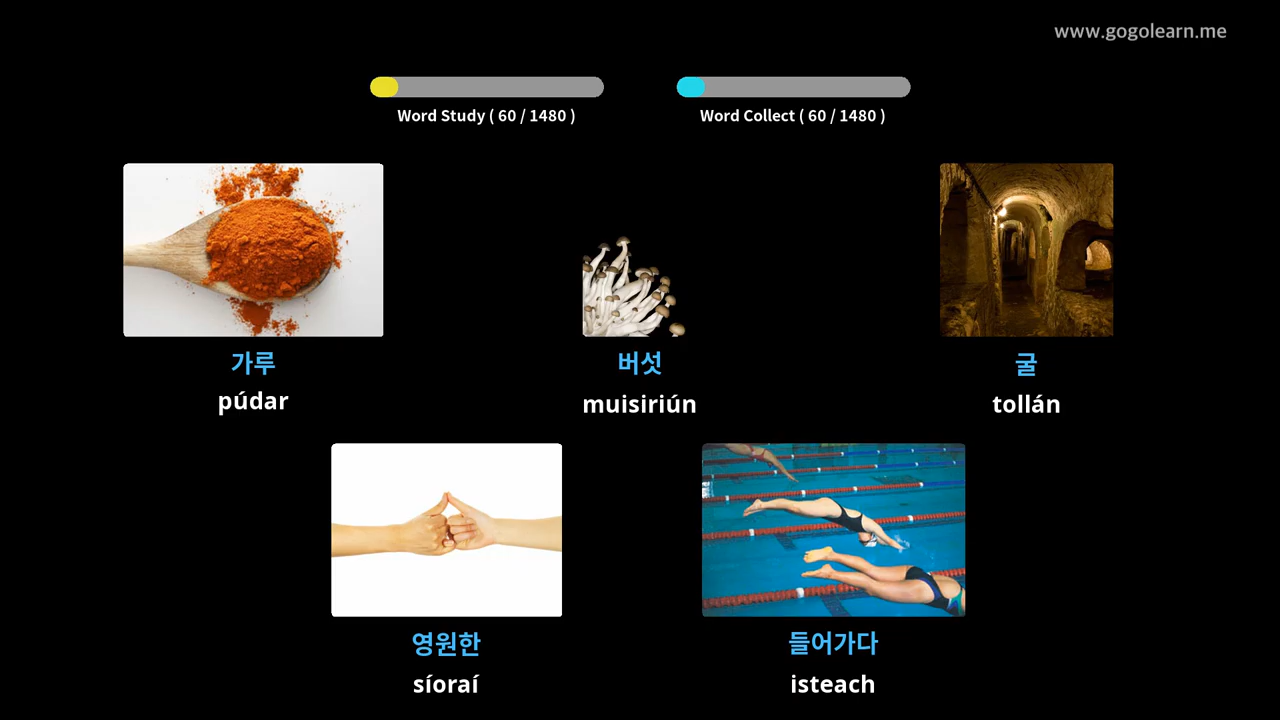 www.gogolearn.me
Word Study ( 60 / 1480 )
Word Collect ( 60 / 1480 )
가루
púdar
버섯
muisiriún
굴
tollán
영원한
síoraí
들어가다
isteach